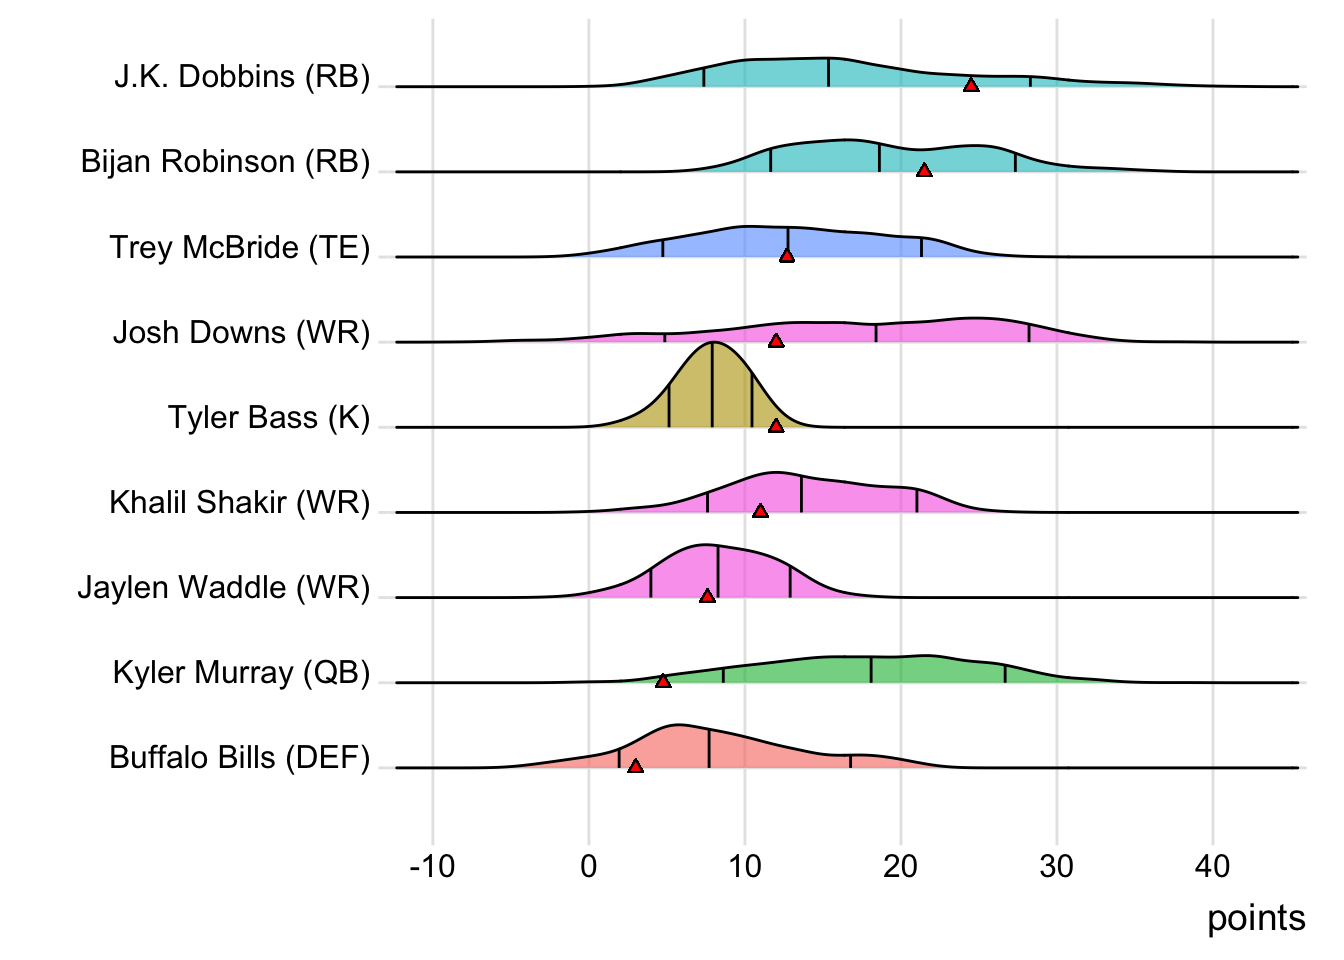 J.K. Dobbins (RB)
Bijan Robinson (RB)
Trey McBride (TE)
Josh Downs (WR)
Tyler Bass (K)
Khalil Shakir (WR)
Jaylen Waddle (WR)
Kyler Murray (QB)
Buffalo Bills (DEF)
-10 0 10 20 30 40
points